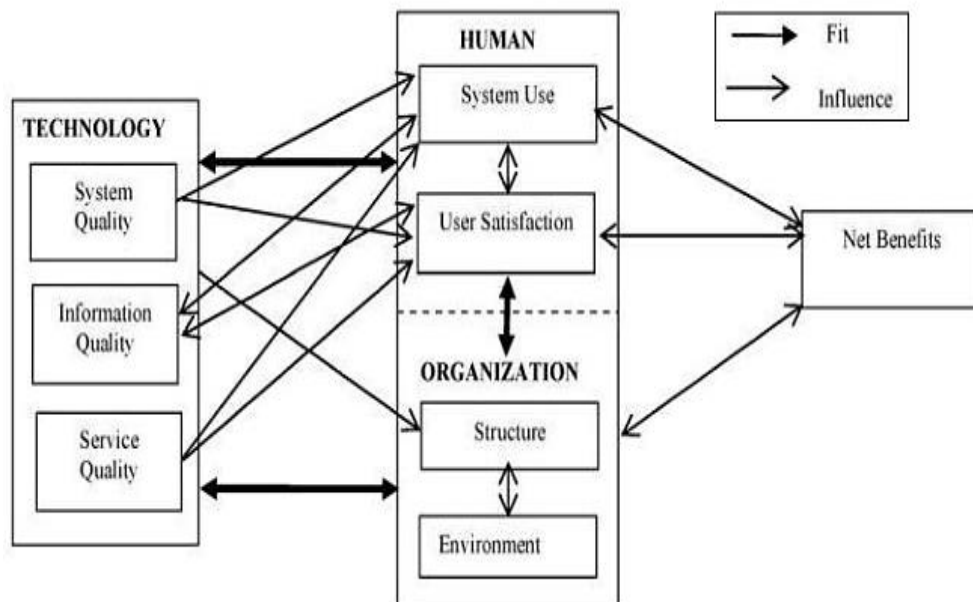 HUMAN
System Use
User Satisfaction
ORGANIZATION
Structure
Environment
TECHNOLOGY
System
Quality
Information
Quality
Service
Quality
Net Benefits
Fit
Influence